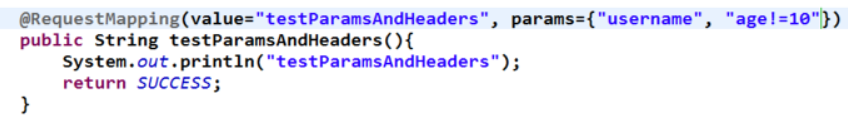 @RequestMapping(value="testParamsAndHeaders", params={"username", "age!=10"})
public String testParamsAndHeaders(){
System.out.println("testParamsAndHeaders");
return SUCCESS;
}